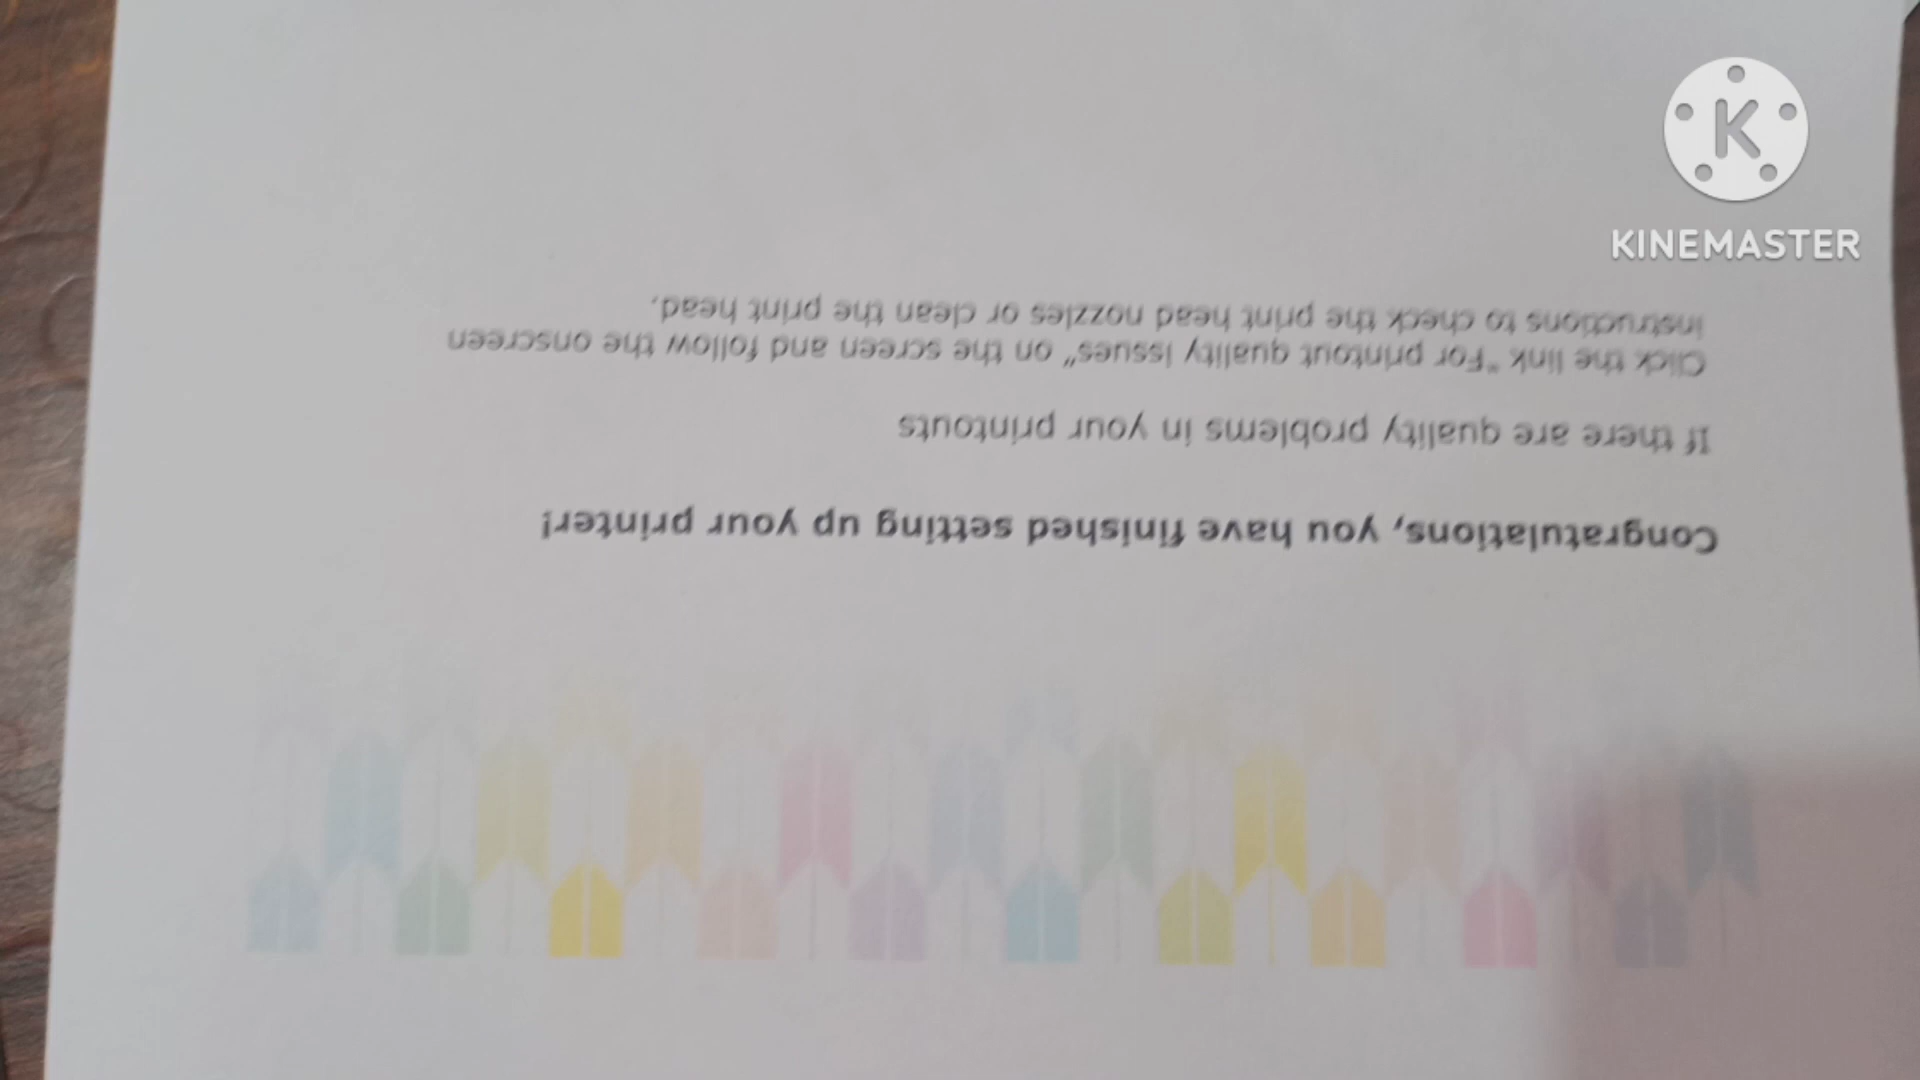 Congratulations, you have finished setting up your printer!
If there are quality problems in your printouts
Click the link "For printout quality issues" on the screen and follow the onscreen
instructions to check the print head nozzles or clean the print head.
K
KINEMASTER